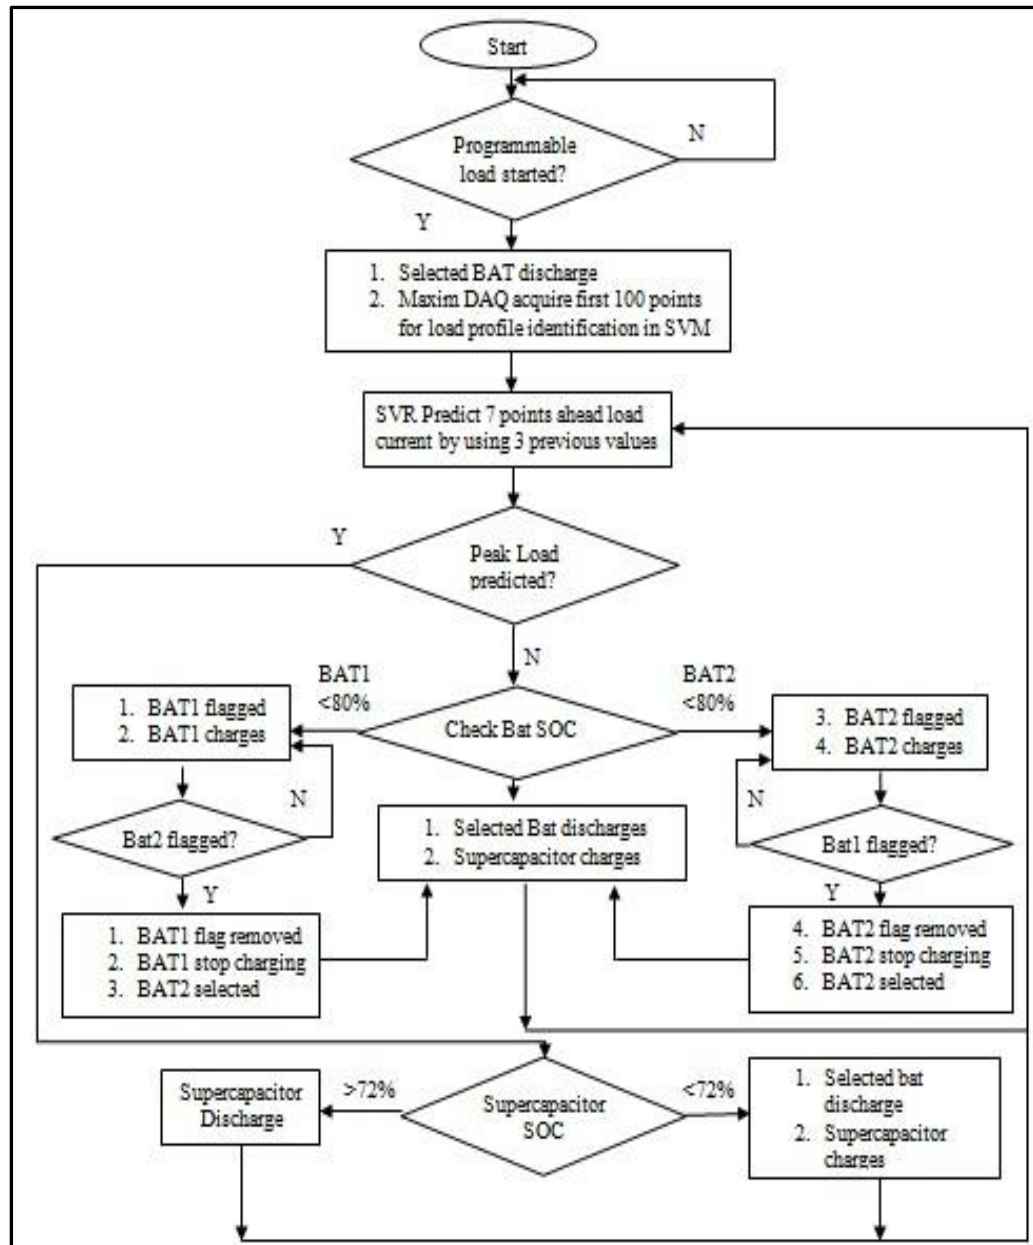 Start
Programmable
load started?
N
Y
1. Selected BAT discharge
2. Maxim DAQ acquire first 100 points
for load profile identification in SVM
SVR Predict 7 points ahead load
current by using 3 previous values
Y
Peak Load
predicted?
N
BAT1
<80%
BAT2
<80%
1. BAT1 flagged
2. BAT1 charges
Check Bat SOC
3. BAT2 flagged
4. BAT2 charges
N
N
Bat2 flagged?
1. Selected Bat discharges
2. Supercapacitor charges
Bat1 flagged?
Y
Y
1. BAT1 flag removed
2. BAT1 stop charging
3. BAT2 selected
4. BAT2 flag removed
5. BAT2 stop charging
6. BAT2 selected
Supercapacitor
Discharge
>72%
Supercapacitor
SOC
<72%
1. Selected bat
discharge
2. Supercapacitor
charges